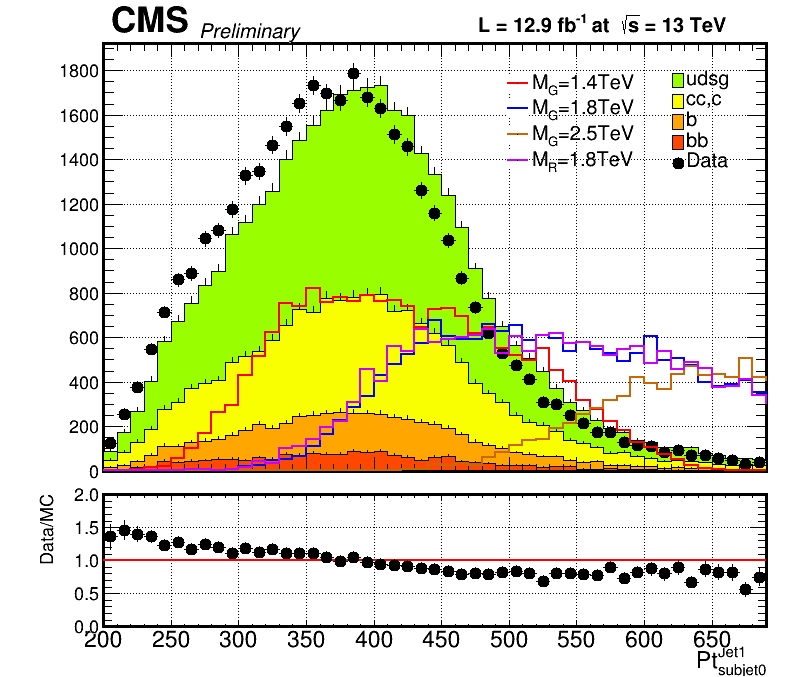 CMS Preliminary L = 12.9 fb⁻¹ at √s = 13 TeV
1800
1600
1400
1200
1000
800
600
400
200
0
M_G=1.4TeV
M_G=1.8TeV
M_G=2.5TeV
M_R=1.8TeV
udsg
cc,c
b
bb
Data
Data/MC
2.0
1.5
1.0
0.5
0.0
200 250 300 350 400 450 500 550 600 650
Pt^Jet1_subjet0